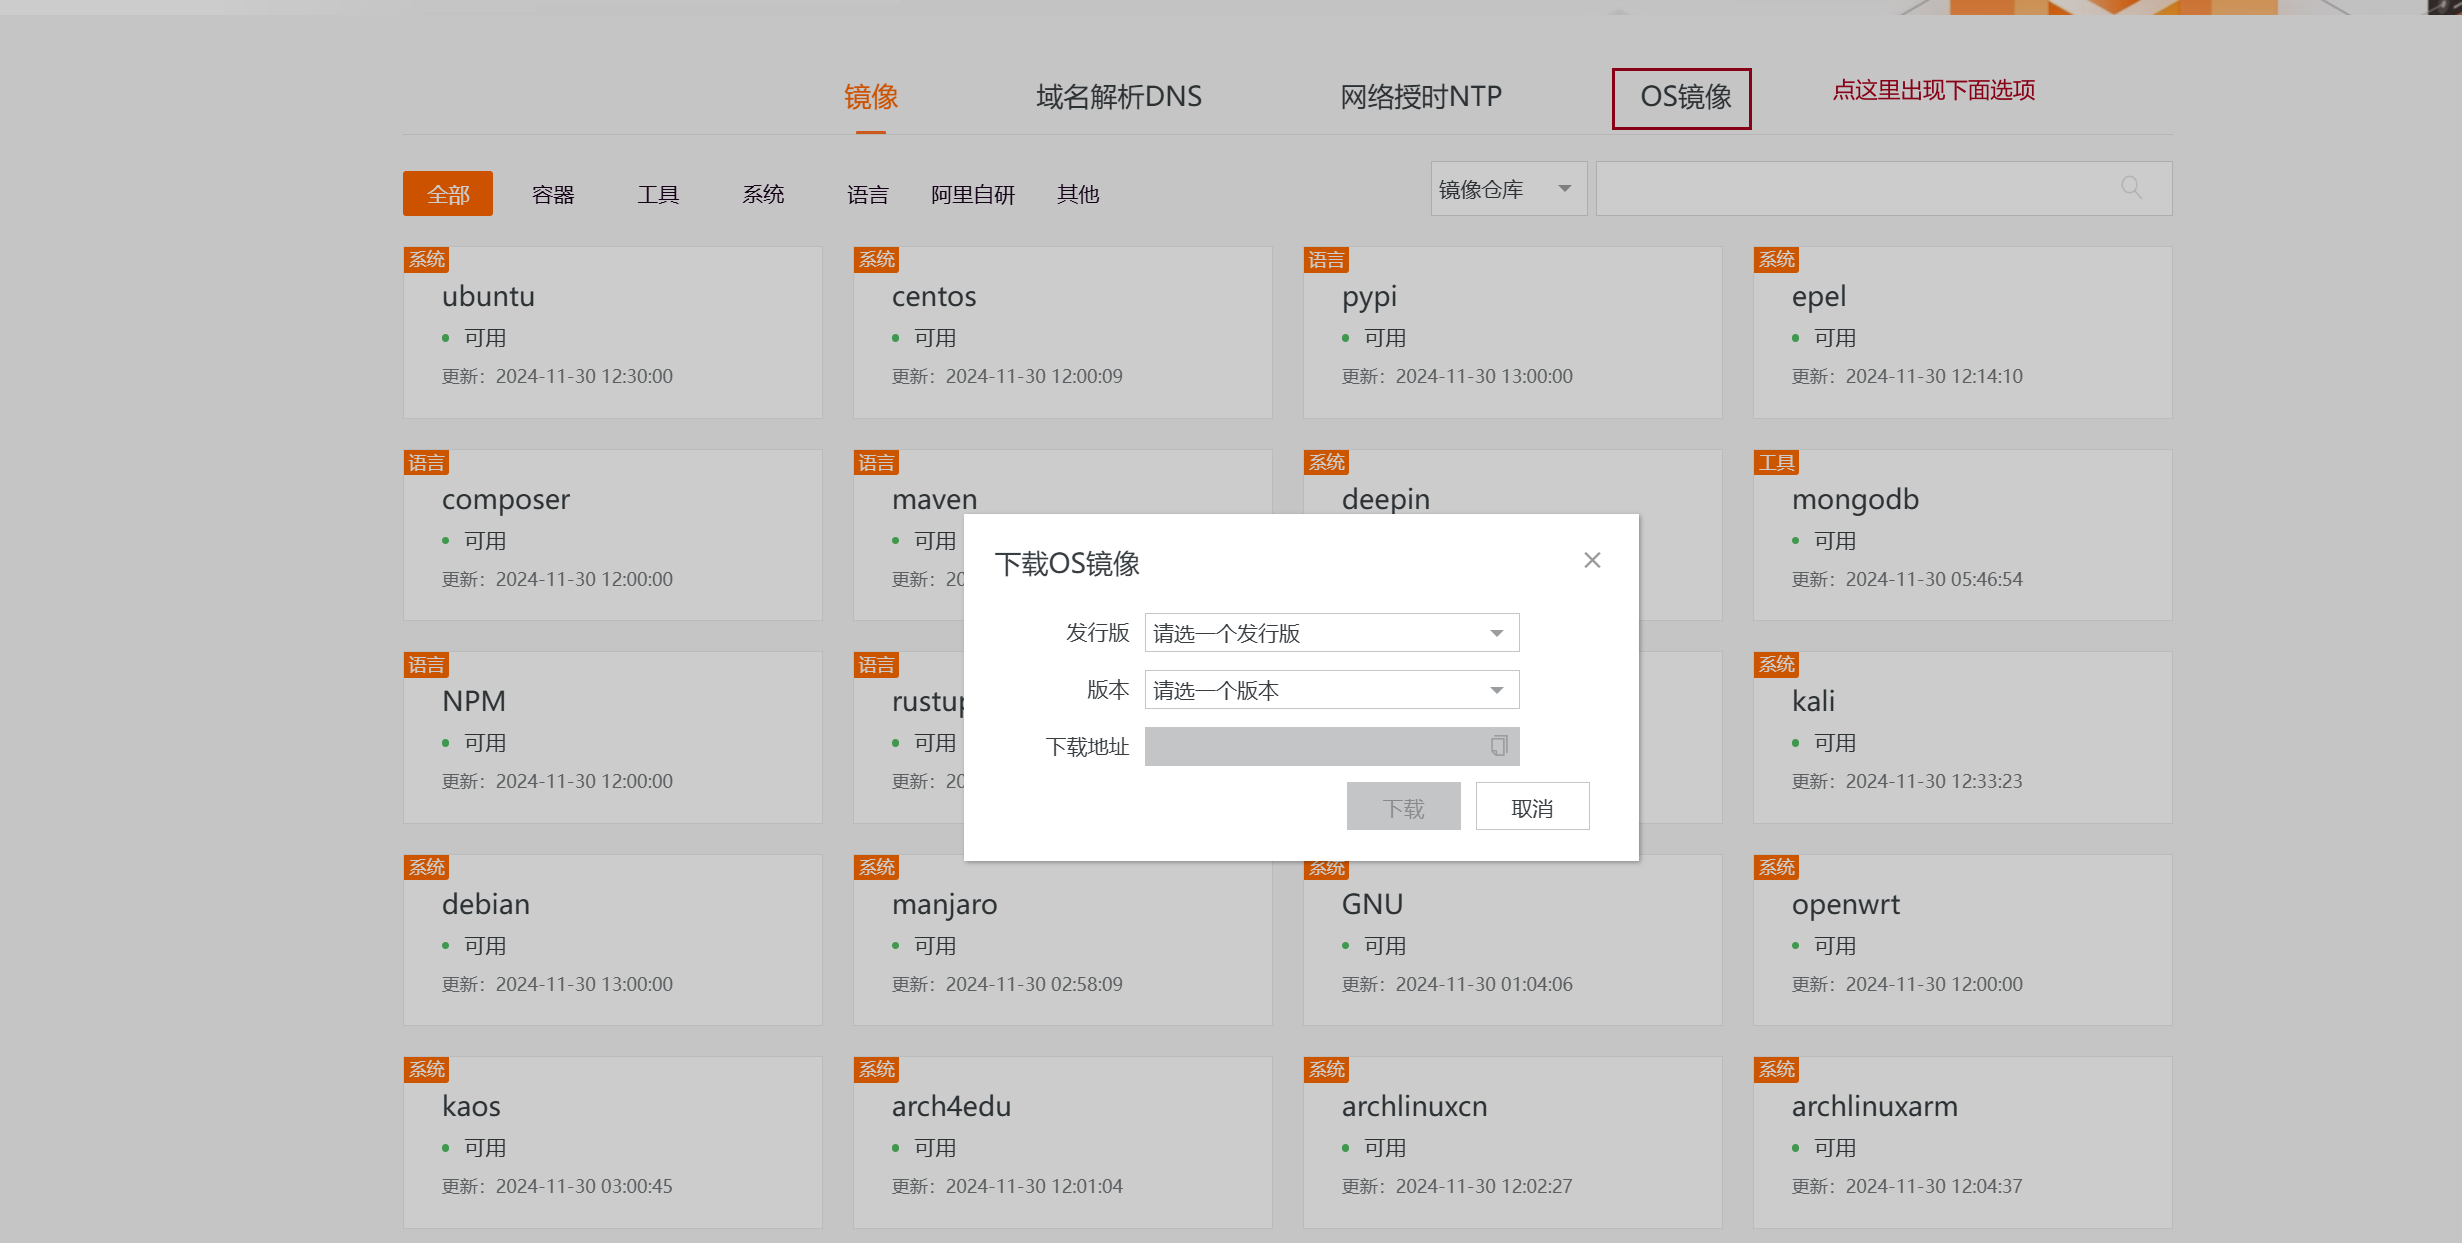 镜像
域名解析DNS
网络授时NTP
OS镜像
点这里出现下面选项
全部
容器
工具
系统
语言
阿里自研
其他
镜像仓库
系统
ubuntu
可用
更新：2024-11-30 12:30:00
系统
centos
可用
更新：2024-11-30 12:00:09
语言
pypi
可用
更新：2024-11-30 13:00:00
系统
epel
可用
更新：2024-11-30 12:14:10
语言
composer
可用
更新：2024-11-30 12:00:00
语言
maven
可用
更新：20
系统
deepin
工具
mongodb
可用
更新：2024-11-30 05:46:54
下载OS镜像
发行版
请选一个发行版
版本
请选一个版本
下载地址
下载
取消
语言
NPM
可用
更新：2024-11-30 12:00:00
语言
rustup
可用
更新：20
系统
kali
可用
更新：2024-11-30 12:33:23
系统
debian
可用
更新：2024-11-30 13:00:00
系统
manjaro
可用
更新：2024-11-30 02:58:09
系统
GNU
可用
更新：2024-11-30 01:04:06
系统
openwrt
可用
更新：2024-11-30 12:00:00
系统
kaos
可用
更新：2024-11-30 03:00:45
系统
arch4edu
可用
更新：2024-11-30 12:01:04
系统
archlinuxcn
可用
更新：2024-11-30 12:02:27
系统
archlinuxarm
可用
更新：2024-11-30 12:04:37